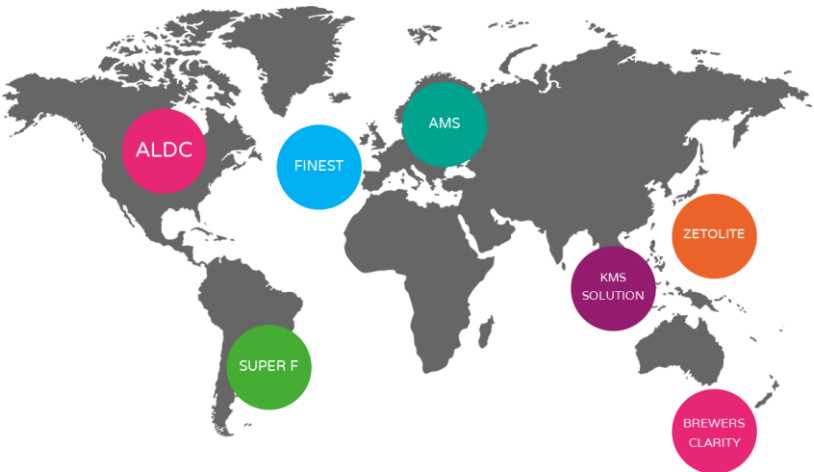 AMS
ALDC
FINEST
ZETOLITE
KMS
SOLUTION
SUPER F
BREWERS
CLARITY